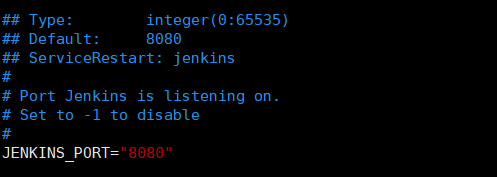 ## Type:        integer(0:65535)
## Default:     8080
## ServiceRestart: jenkins
#
# Port Jenkins is listening on.
# Set to -1 to disable
#
JENKINS_PORT="8080"